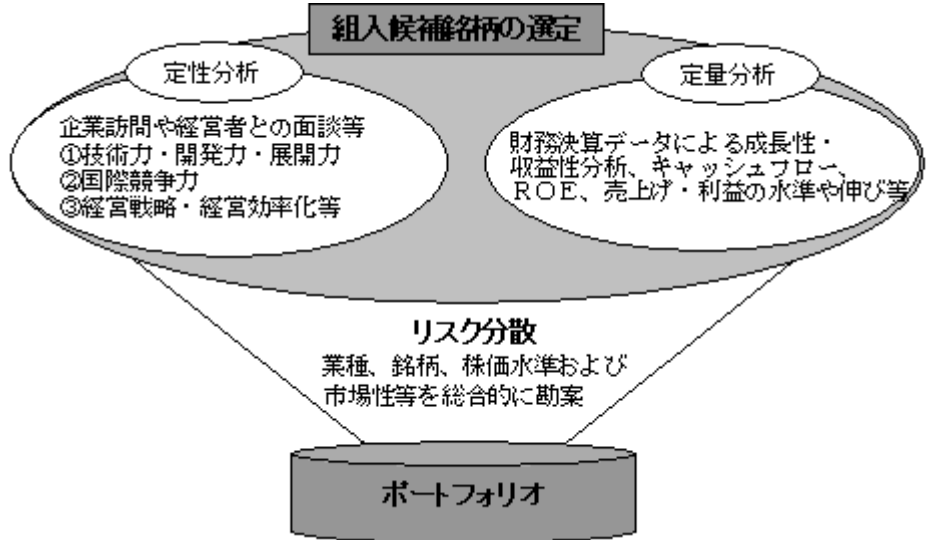 組入候補銘柄の選定
定性分析
企業訪問や経営者との面談等
①技術力・開発力・展開力
②国際競争力
③経営戦略・経営効率化等
定量分析
財務決算データによる成長性・
収益性分析、キャッシュフロー、
ＲＯＥ、売上げ・利益の水準や伸び等
リスク分散
業種、銘柄、株価水準および
市場性等を総合的に勘案
ポートフォリオ